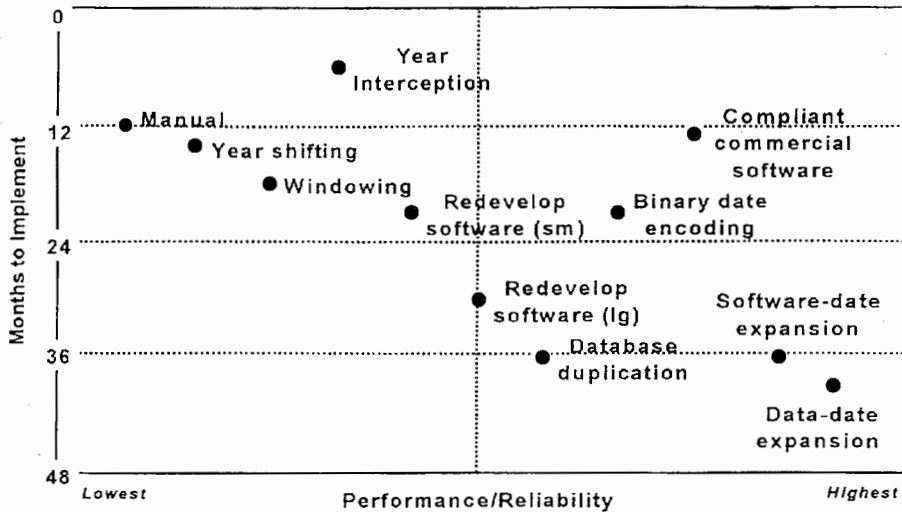 0
Year
Interception
Manual
12
Compliant
commercial
software
Year shifting
Windowing
Redevelop
software (sm)
Binary date
encoding
24
Months to Implement
Redevelop
software (lg)
Software-date
expansion
36
Database
duplication
Data-date
expansion
48
Lowest
Performance/Reliability
Highest